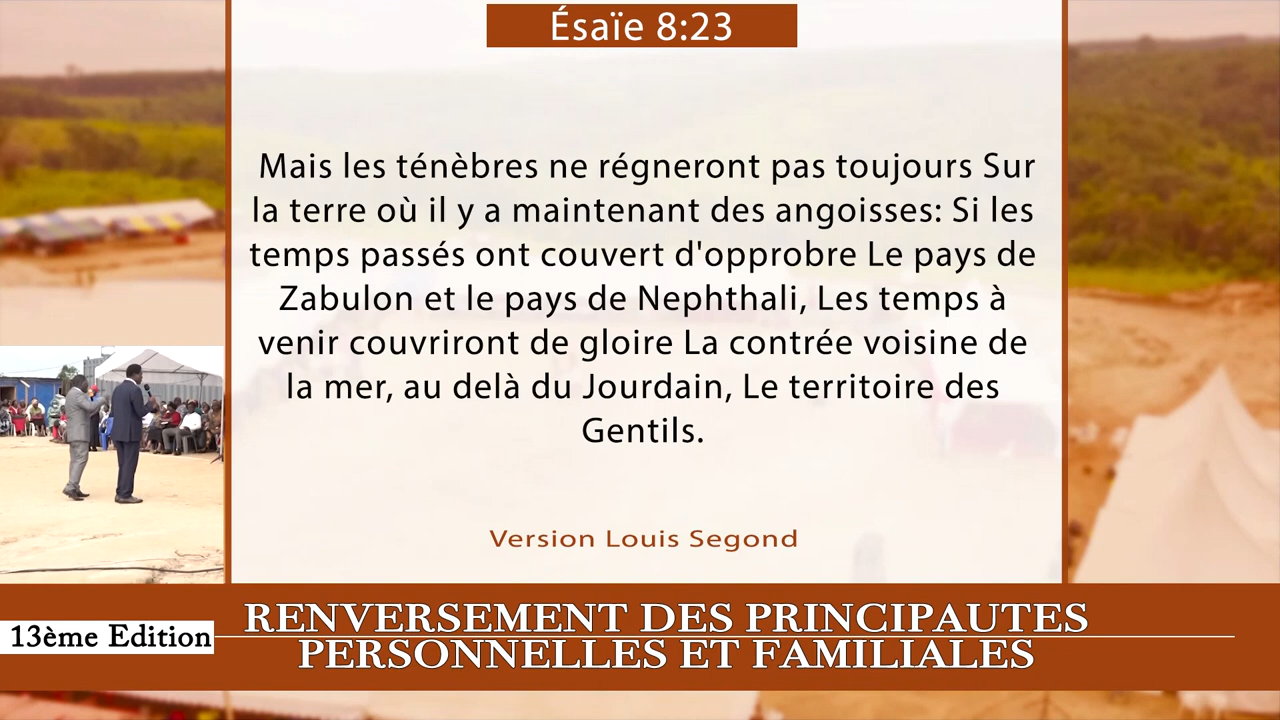 Ésaïe 8:23
Mais les ténèbres ne régneront pas toujours Sur
la terre où il y a maintenant des angoisses: Si les
temps passés ont couvert d'opprobre Le pays de
Zabulon et le pays de Nephthali, Les temps à
venir couvriront de gloire La contrée voisine de
la mer, au delà du Jourdain, Le territoire des
Gentils.
Version Louis Segond
13ème Edition
RENVERSEMENT DES PRINCIPAUTES
PERSONNELLES ET FAMILIALES